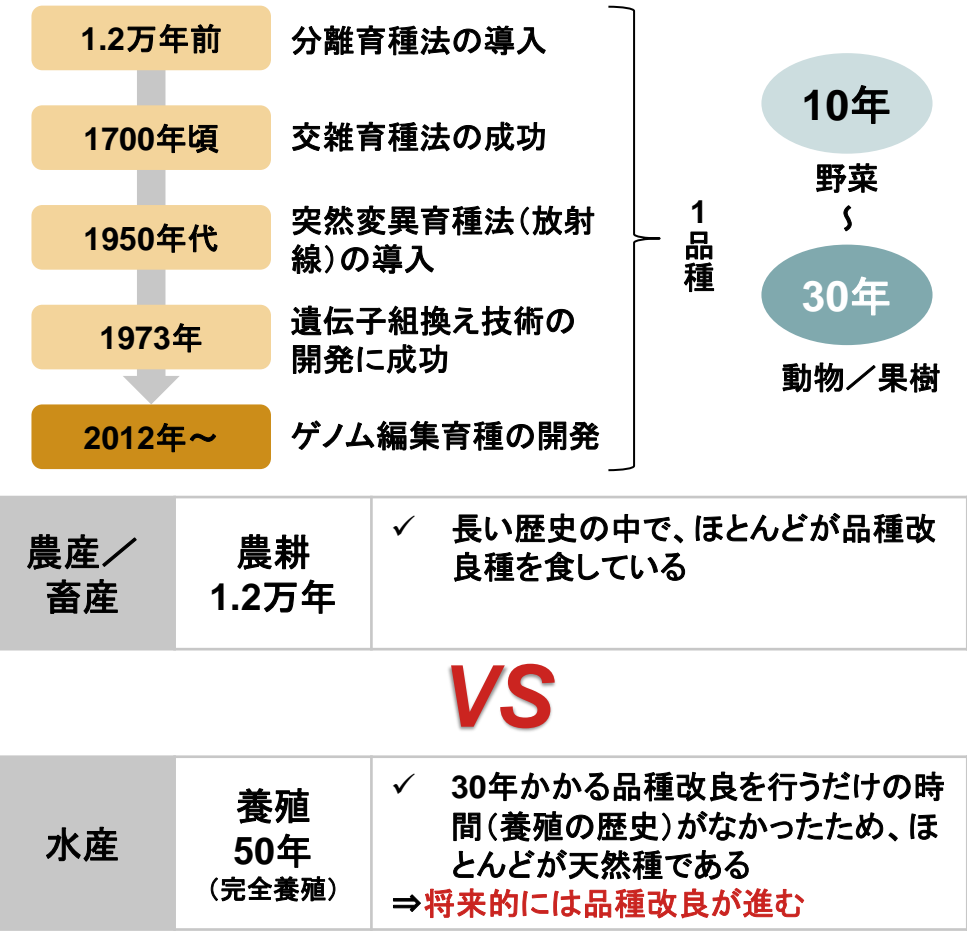 1.2万年前
分離育種法の導入
1700年頃
交雑育種法の成功
1950年代
突然変異育種法（放射
線）の導入
1973年
遺伝子組換え技術の
開発に成功
2012年～
ゲノム編集育種の開発
1品種
10年
野菜
～
30年
動物／果樹
農産／
畜産
農耕
1.2万年
✓ 長い歴史の中で、ほとんどが品種改
良種を食している
VS
水産
養殖
50年
（完全養殖）
✓ 30年かかる品種改良を行うだけの時
間（養殖の歴史）がなかったため、ほ
とんどが天然種である
⇒将来的には品種改良が進む